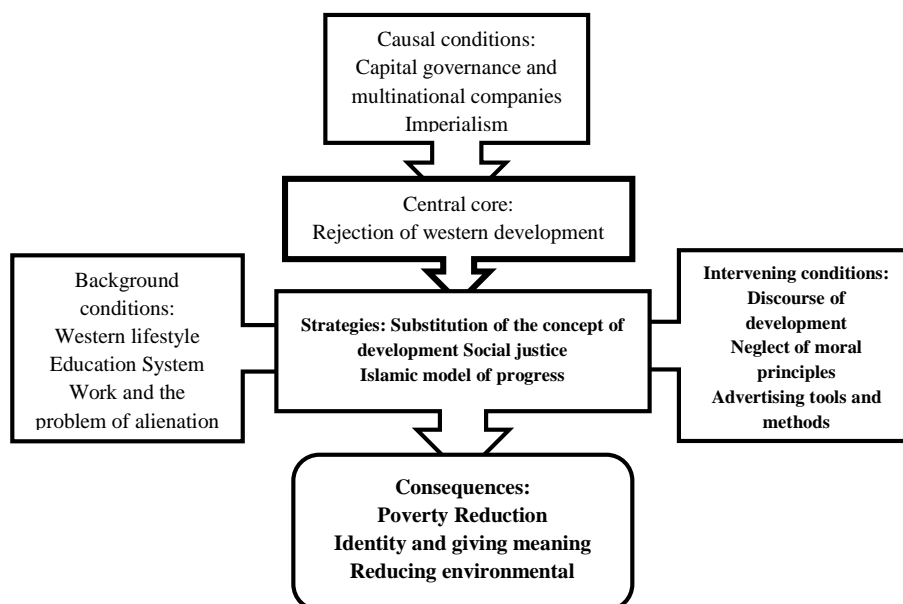 Causal conditions:
Capital governance and
multinational companies
Imperialism
Central core:
Rejection of western development
Background
conditions:
Western lifestyle
Education System
Work and the
problem of alienation
Strategies: Substitution of the concept of
development Social justice
Islamic model of progress
Intervening conditions:
Discourse of
development
Neglect of moral
principles
Advertising tools and
methods
Consequences:
Poverty Reduction
Identity and giving meaning
Reducing environmental